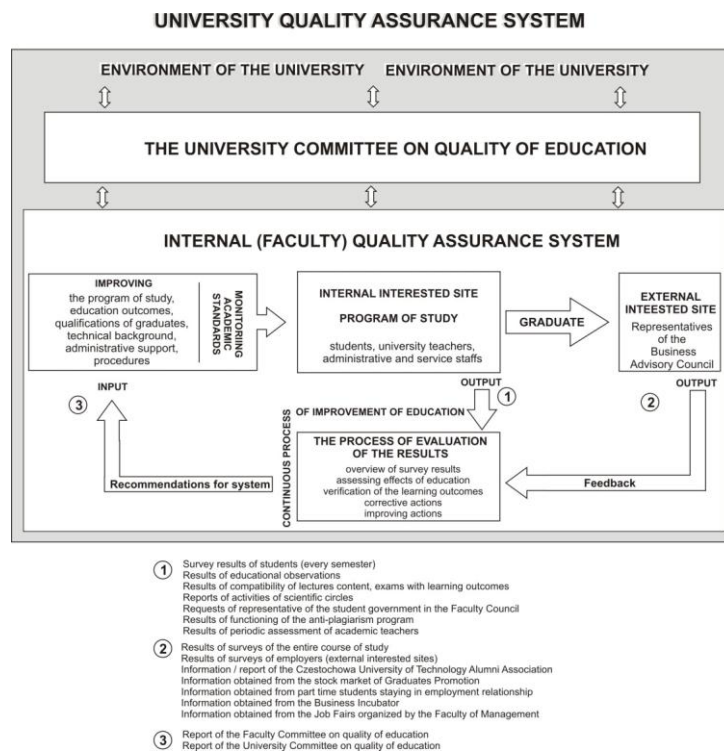 UNIVERSITY QUALITY ASSURANCE SYSTEM
ENVIRONMENT OF THE UNIVERSITY ENVIRONMENT OF THE UNIVERSITY
THE UNIVERSITY COMMITTEE ON QUALITY OF EDUCATION
INTERNAL (FACULTY) QUALITY ASSURANCE SYSTEM
IMPROVING
the program of study,
education outcomes,
qualifications of graduates,
technical background,
administrative support,
procedures
MONITORIING
ACADEMIC
STANDARDS
INTERNAL INTERESTED SITE
PROGRAM OF STUDY
students, university teachers,
administrative and service staffs
GRADUATE
EXTERNAL
INTEESTED SITE
Representatives
of the
Business
Advisory Council
INPUT
3
OUTPUT
1
OUTPUT
2
CONTINUOUS PROCESS
OF IMPROVEMENT OF EDUCATION
THE PROCESS OF EVALUATION
OF THE RESULTS
overview of survey results
assessing effects of education
verification of the learning outcomes
corrective actions
improving actions
Recommendations for system
Feedback
1 Survey results of students (every semester)
Results of educational observations
Results of compatibility of lectures content, exams with learning outcomes
Reports of activities of scientific circles
Requests of representative of the student government in the Faculty Council
Results of functioning of the anti-plagiarism program
Results of periodic assessment of academic teachers
2 Results of surveys of the entire course of study
Results of surveys of employers (external interested sites)
Information / report of the Czestochowa University of Technology Alumni Association
Information obtained from the stock market of Graduates Promotion
Information obtained from part time students staying in employment relationship
Information obtained from the Business Incubator
Information obtained from the Job Fairs organized by the Faculty of Management
3 Report of the Faculty Committee on quality of education
Report of the University Committee on quality of education